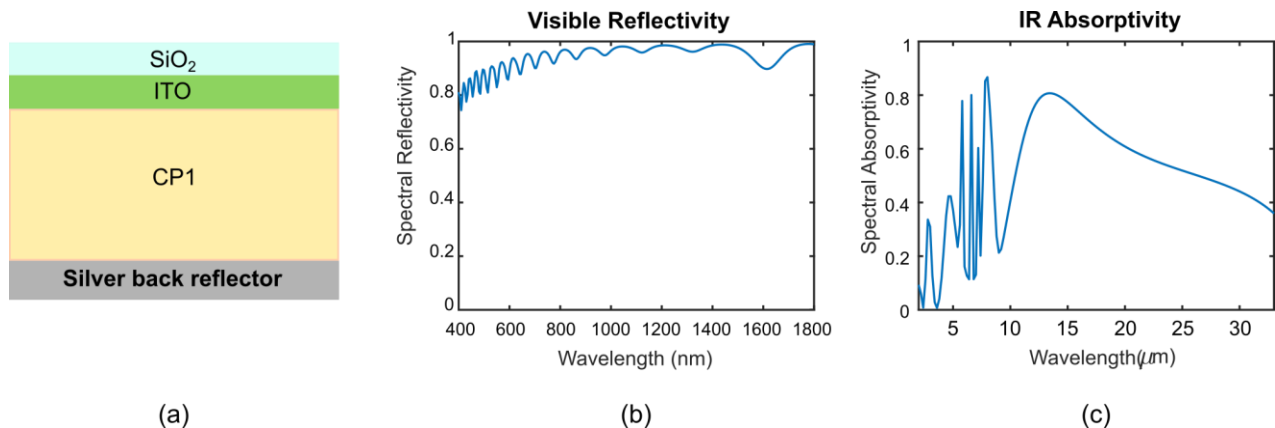 SiO₂
ITO
CP1
Silver back reflector
(a)
Visible Reflectivity
Spectral Reflectivity
1
0.8
0.6
0.4
0.2
0
400 600 800 1000 1200 1400 1600 1800
Wavelength (nm)
(b)
IR Absorptivity
Spectral Absorptivity
1
0.8
0.6
0.4
0.2
0
5 10 15 20 25 30
Wavelength(μm)
(c)